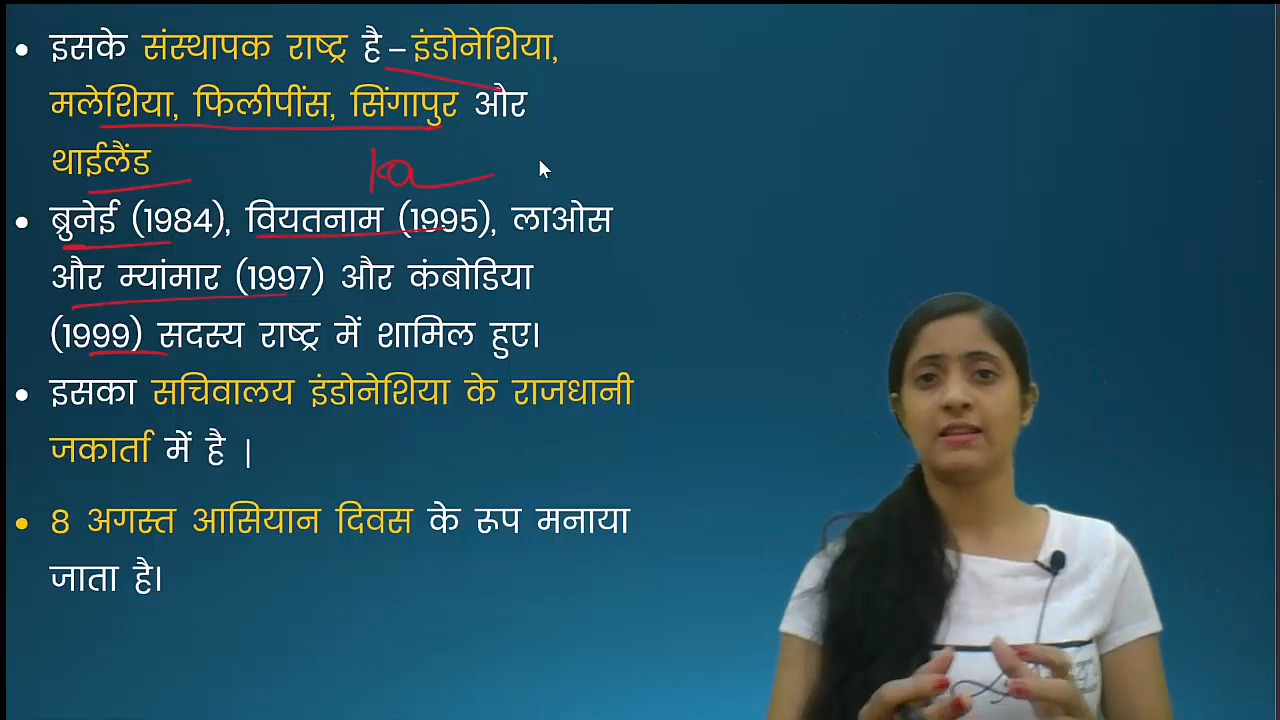 • इसके संस्थापक राष्ट्र है – इंडोनेशिया,
मलेशिया, फिलीपींस, सिंगापुर और
थाईलैंड
• ब्रुनेई (1984), वियतनाम (1995), लाओस
और म्यांमार (1997) और कंबोडिया
(1999) सदस्य राष्ट्र में शामिल हुए।
• इसका सचिवालय इंडोनेशिया के राजधानी
जकार्ता में है |
• 8 अगस्त आसियान दिवस के रूप मनाया
जाता है।